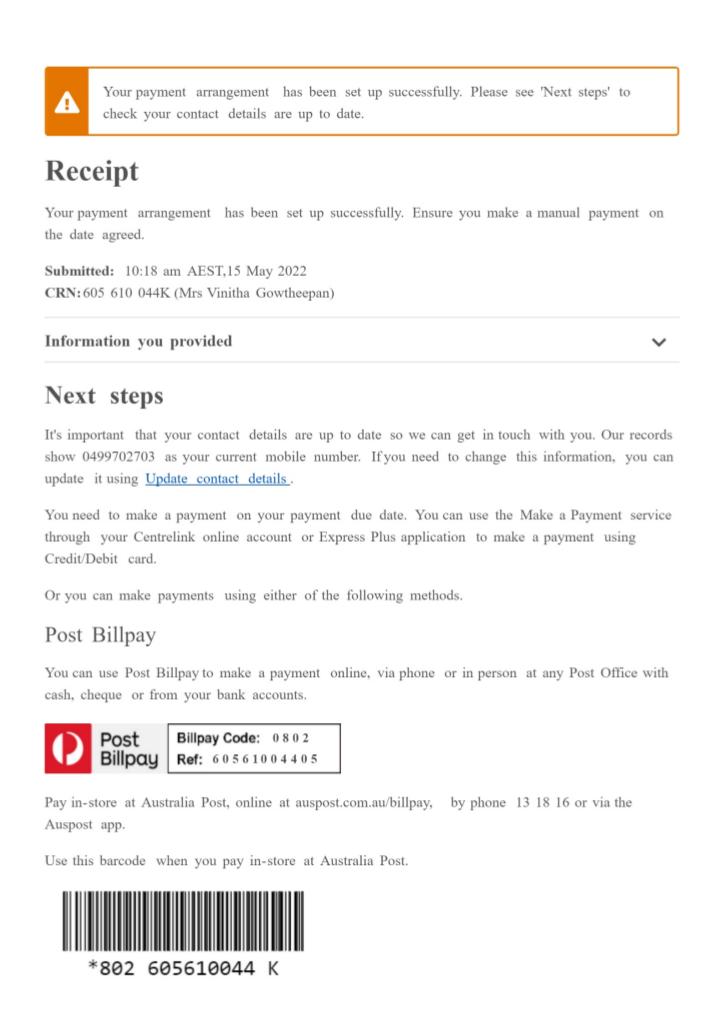 Your payment arrangement has been set up successfully. Please see 'Next steps' to
check your contact details are up to date.
Receipt
Your payment arrangement has been set up successfully. Ensure you make a manual payment on
the date agreed.
Submitted: 10:18 am AEST,15 May 2022
CRN:605 610 044K (Mrs Vinitha Gowtheepan)
Information you provided
Next steps
It's important that your contact details are up to date so we can get in touch with you. Our records
show 0499702703 as your current mobile number. If you need to change this information, you can
update it using Update contact details .
You need to make a payment on your payment due date. You can use the Make a Payment service
through your Centrelink online account or Express Plus application to make a payment using
Credit/Debit card.
Or you can make payments using either of the following methods.
Post Billpay
You can use Post Billpay to make a payment online, via phone or in person at any Post Office with
cash, cheque or from your bank accounts.
Post Billpay
Billpay Code: 0802
Ref: 60561004405
Pay in-store at Australia Post, online at auspost.com.au/billpay, by phone 13 18 16 or via the
Auspost app.
Use this barcode when you pay in-store at Australia Post.
*802 605610044 K